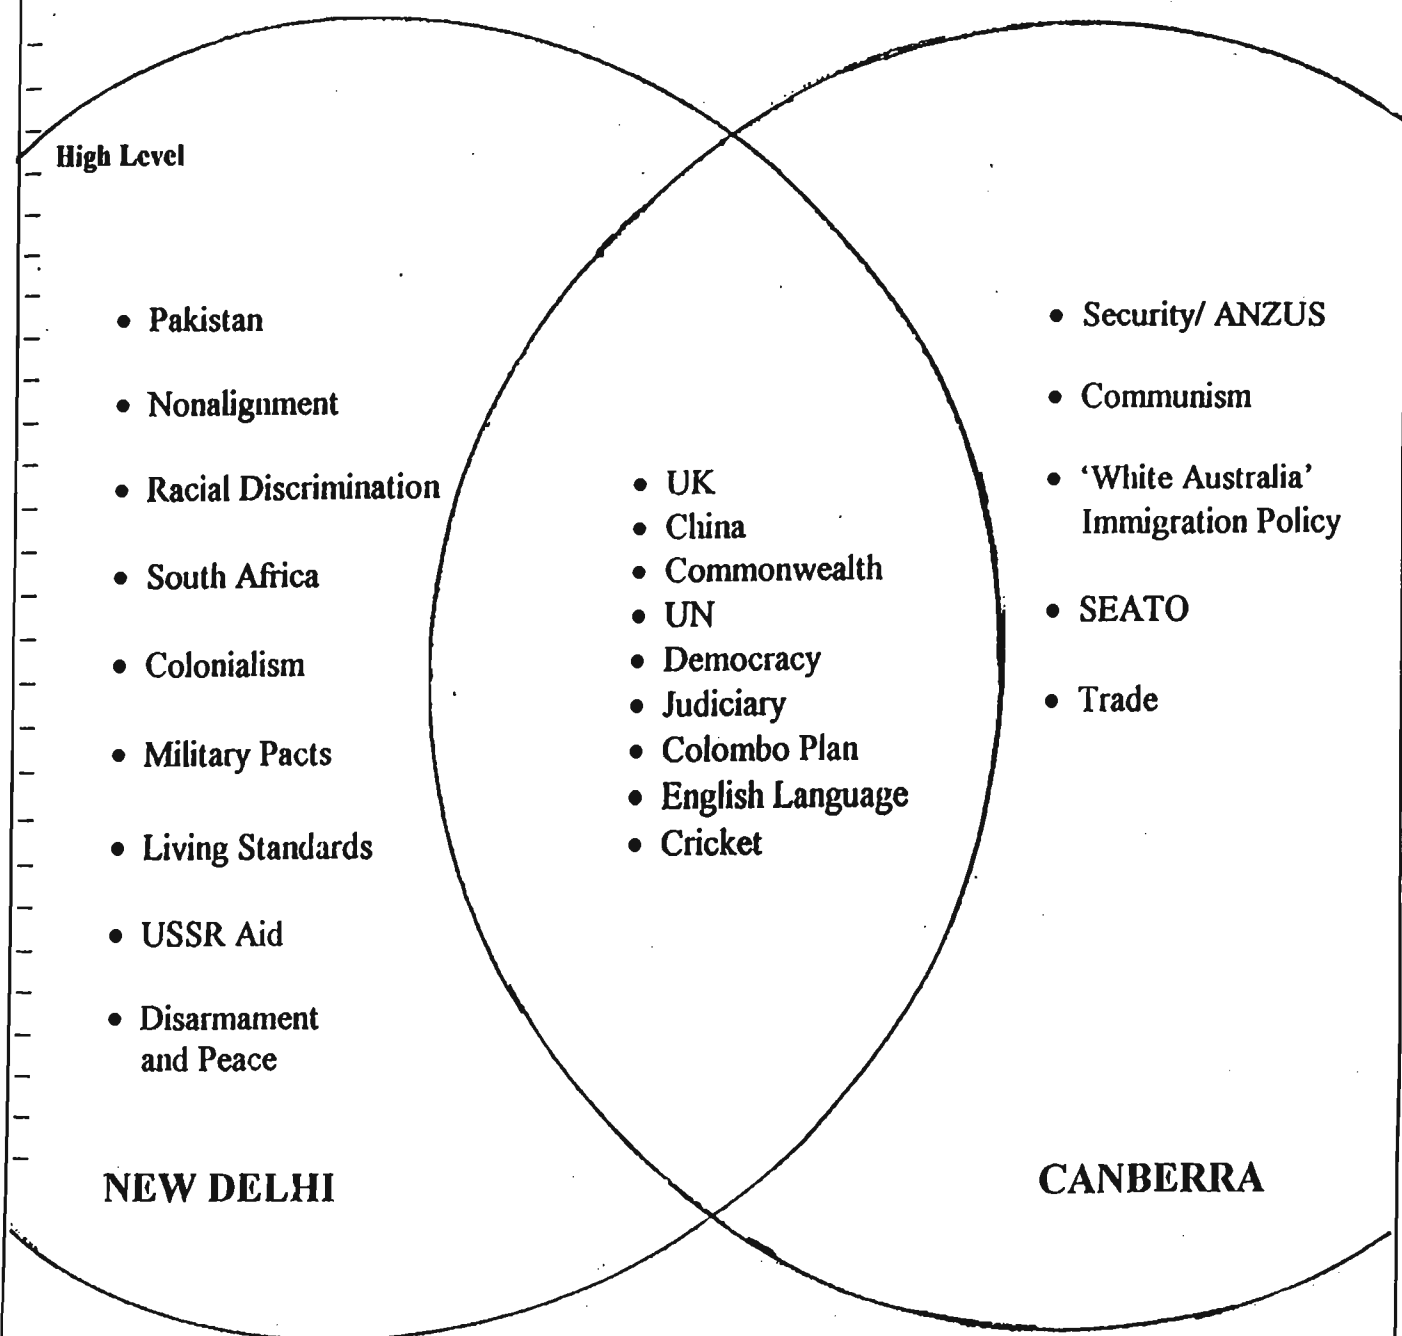 High Level
• Pakistan
• Nonalignment
• Racial Discrimination
• South Africa
• Colonialism
• Military Pacts
• Living Standards
• USSR Aid
• Disarmament
and Peace
NEW DELHI
• UK
• China
• Commonwealth
• UN
• Democracy
• Judiciary
• Colombo Plan
• English Language
• Cricket
• Security/ ANZUS
• Communism
• ‘White Australia’
Immigration Policy
• SEATO
• Trade
CANBERRA